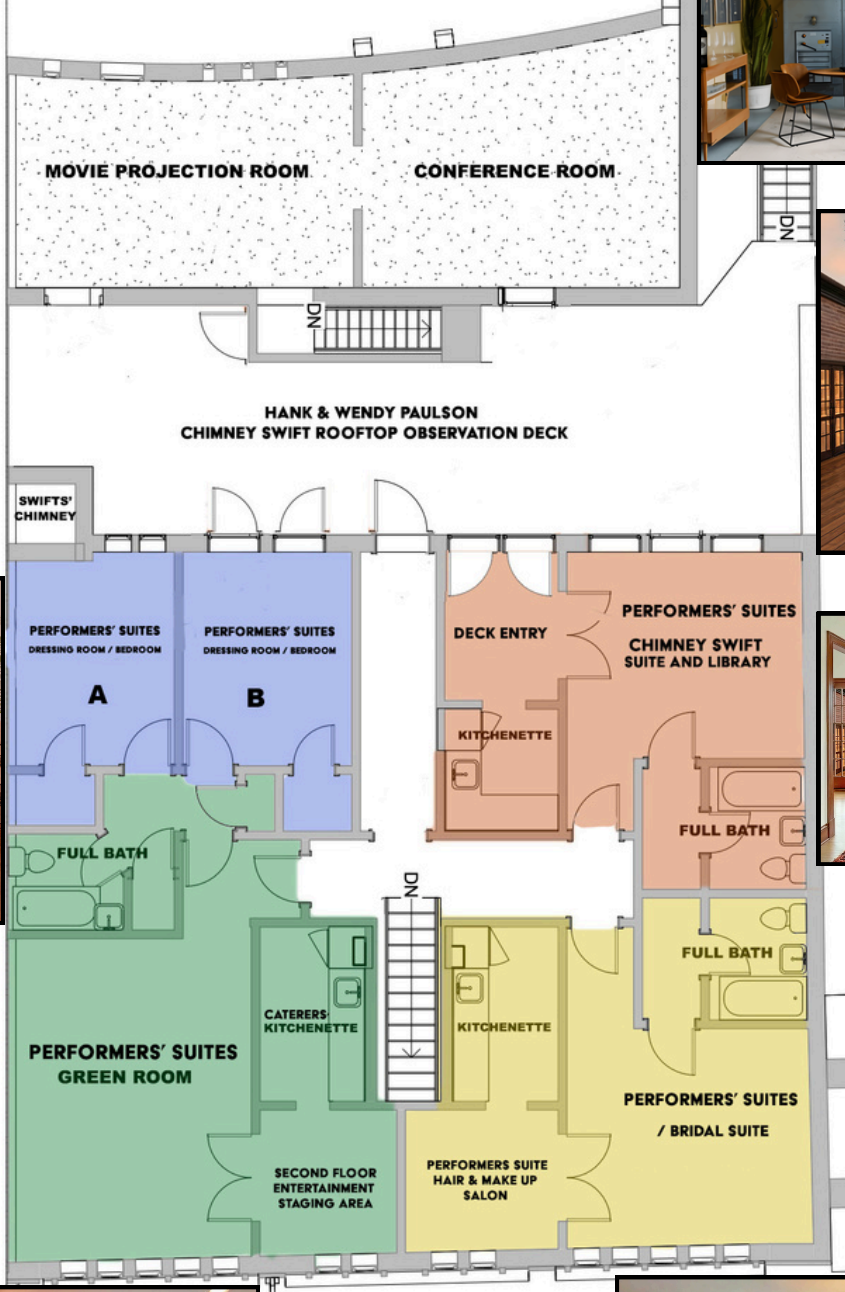 MOVIE PROJECTION ROOM
CONFERENCE ROOM
DN
DN
HANK & WENDY PAULSON
CHIMNEY SWIFT ROOFTOP OBSERVATION DECK
SWIFTS'
CHIMNEY
PERFORMERS' SUITES
DRESSING ROOM / BEDROOM
A
PERFORMERS' SUITES
DRESSING ROOM / BEDROOM
B
DECK ENTRY
PERFORMERS' SUITES
CHIMNEY SWIFT
SUITE AND LIBRARY
KITCHENETTE
FULL BATH
FULL BATH
DN
FULL BATH
CATERERS'
KITCHENETTE
KITCHENETTE
PERFORMERS' SUITES
GREEN ROOM
PERFORMERS' SUITES
/ BRIDAL SUITE
SECOND FLOOR
ENTERTAINMENT
STAGING AREA
PERFORMERS SUITE
HAIR & MAKE UP
SALON